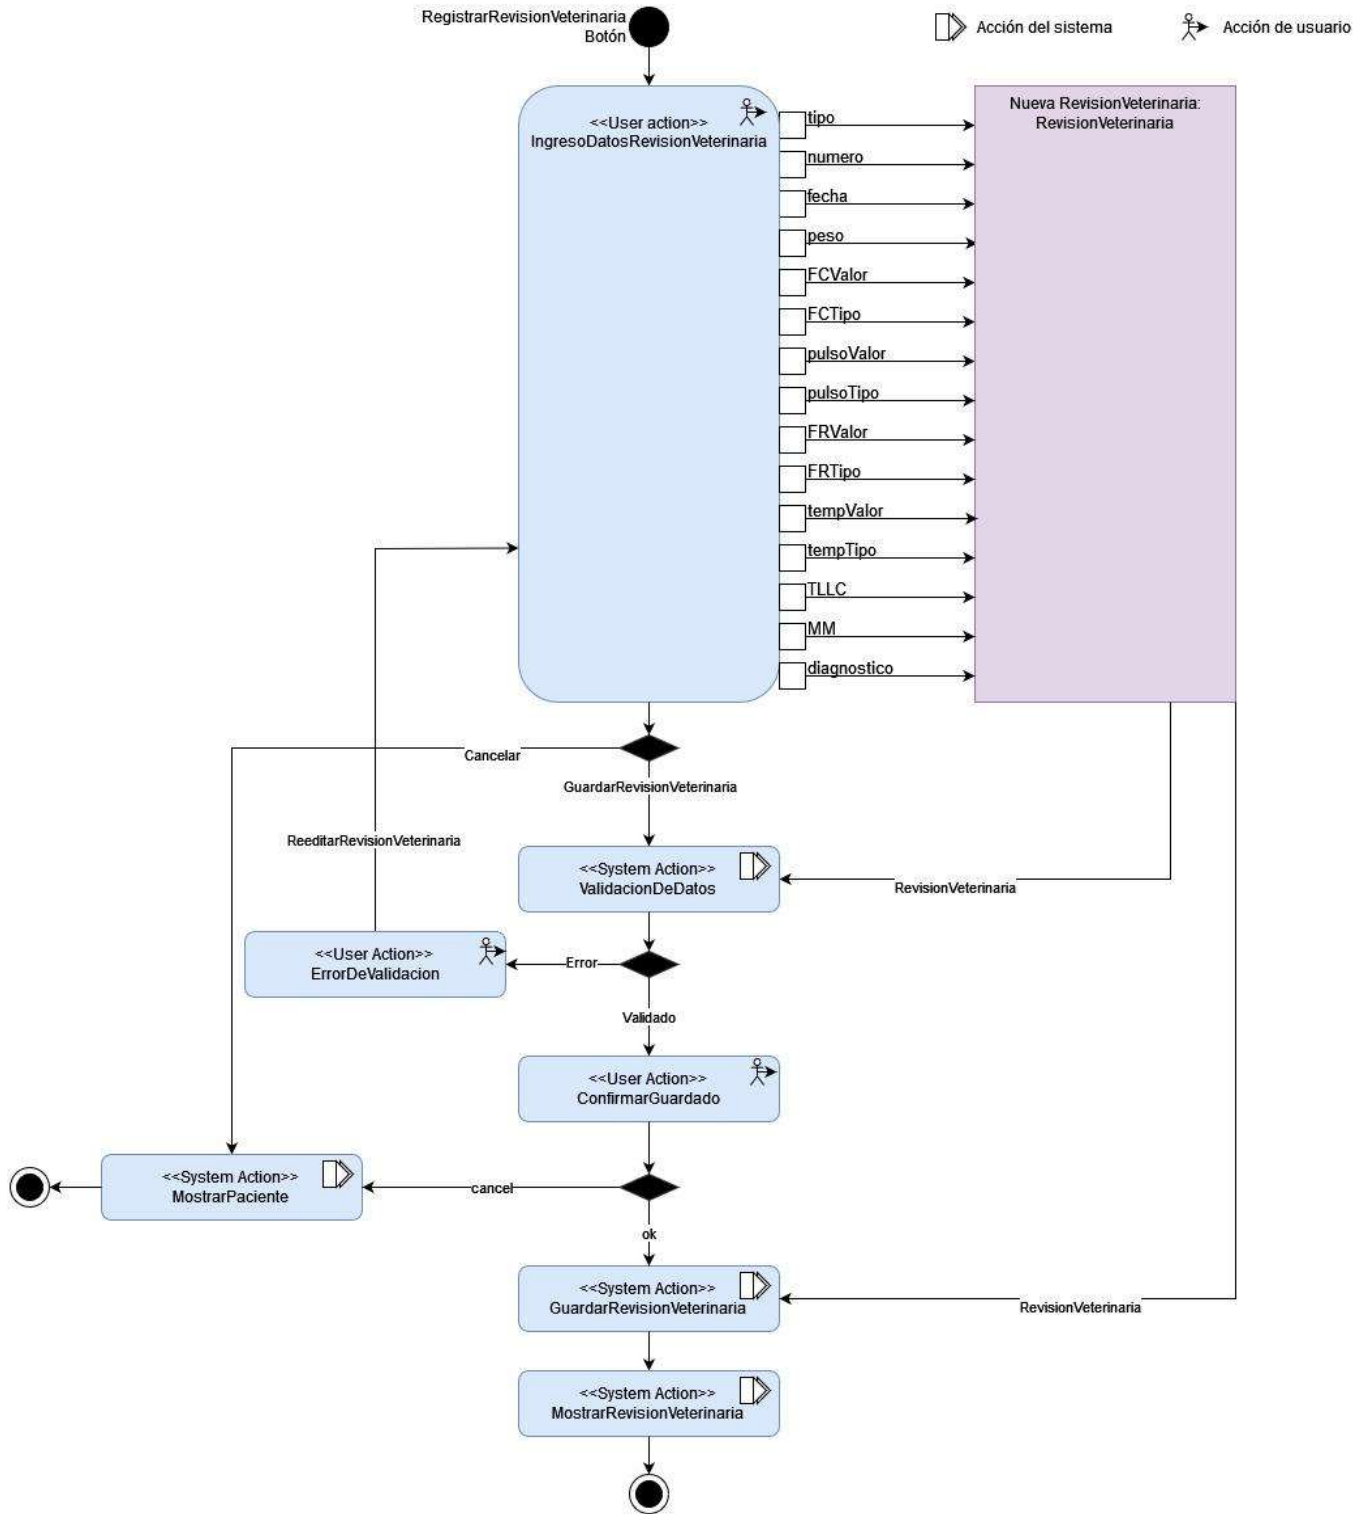 RegistrarRevisionVeterinaria
Botón
Acción del sistema
Acción de usuario
<<User action>>
IngresoDatosRevisionVeterinaria
Nueva RevisionVeterinaria:
RevisionVeterinaria
tipo
numero
fecha
peso
FCValor
FCTipo
pulsoValor
pulsoTipo
FRValor
FRTipo
tempValor
tempTipo
TLLC
MM
diagnostico
Cancelar
GuardarRevisionVeterinaria
ReeditarRevisionVeterinaria
<<System Action>>
ValidacionDeDatos
RevisionVeterinaria
<<User Action>>
ErrorDeValidacion
Error
Validado
<<User Action>>
ConfirmarGuardado
<<System Action>>
MostrarPaciente
cancel
ok
<<System Action>>
GuardarRevisionVeterinaria
RevisionVeterinaria
<<System Action>>
MostrarRevisionVeterinaria